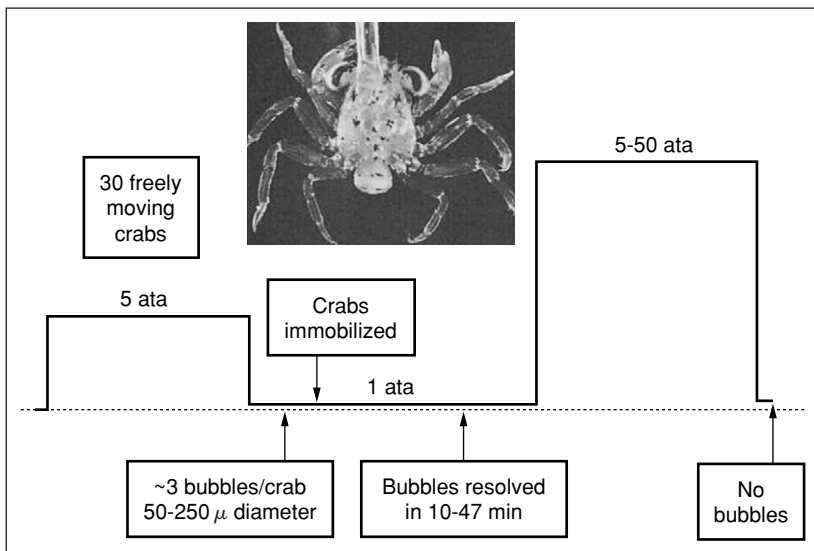 30 freely
moving
crabs
5 ata
Crabs
immobilized
1 ata
5-50 ata
~3 bubbles/crab
50-250 μ diameter
Bubbles resolved
in 10-47 min
No
bubbles